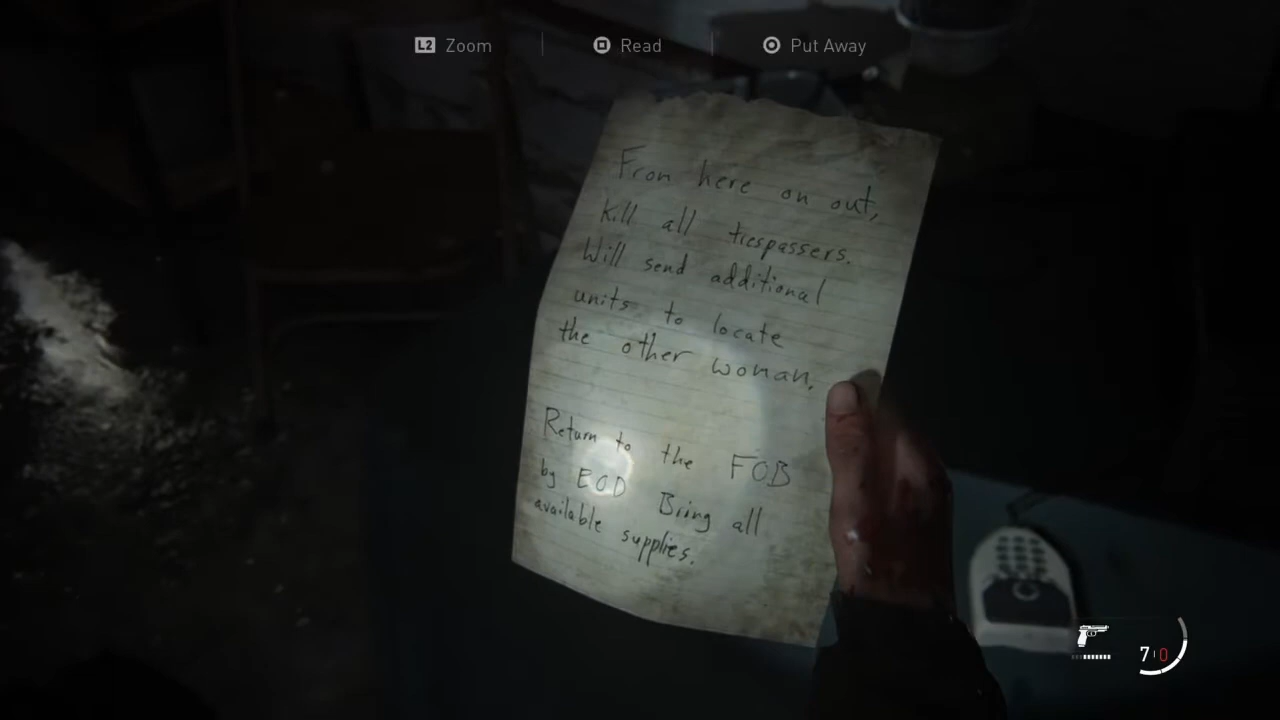 L2 Zoom Read Put Away
From here on out,
kill all trespassers.
Will send additional
units to locate
the other woman.
Return to the FOB
by EOD Bring all
available supplies.
7 0